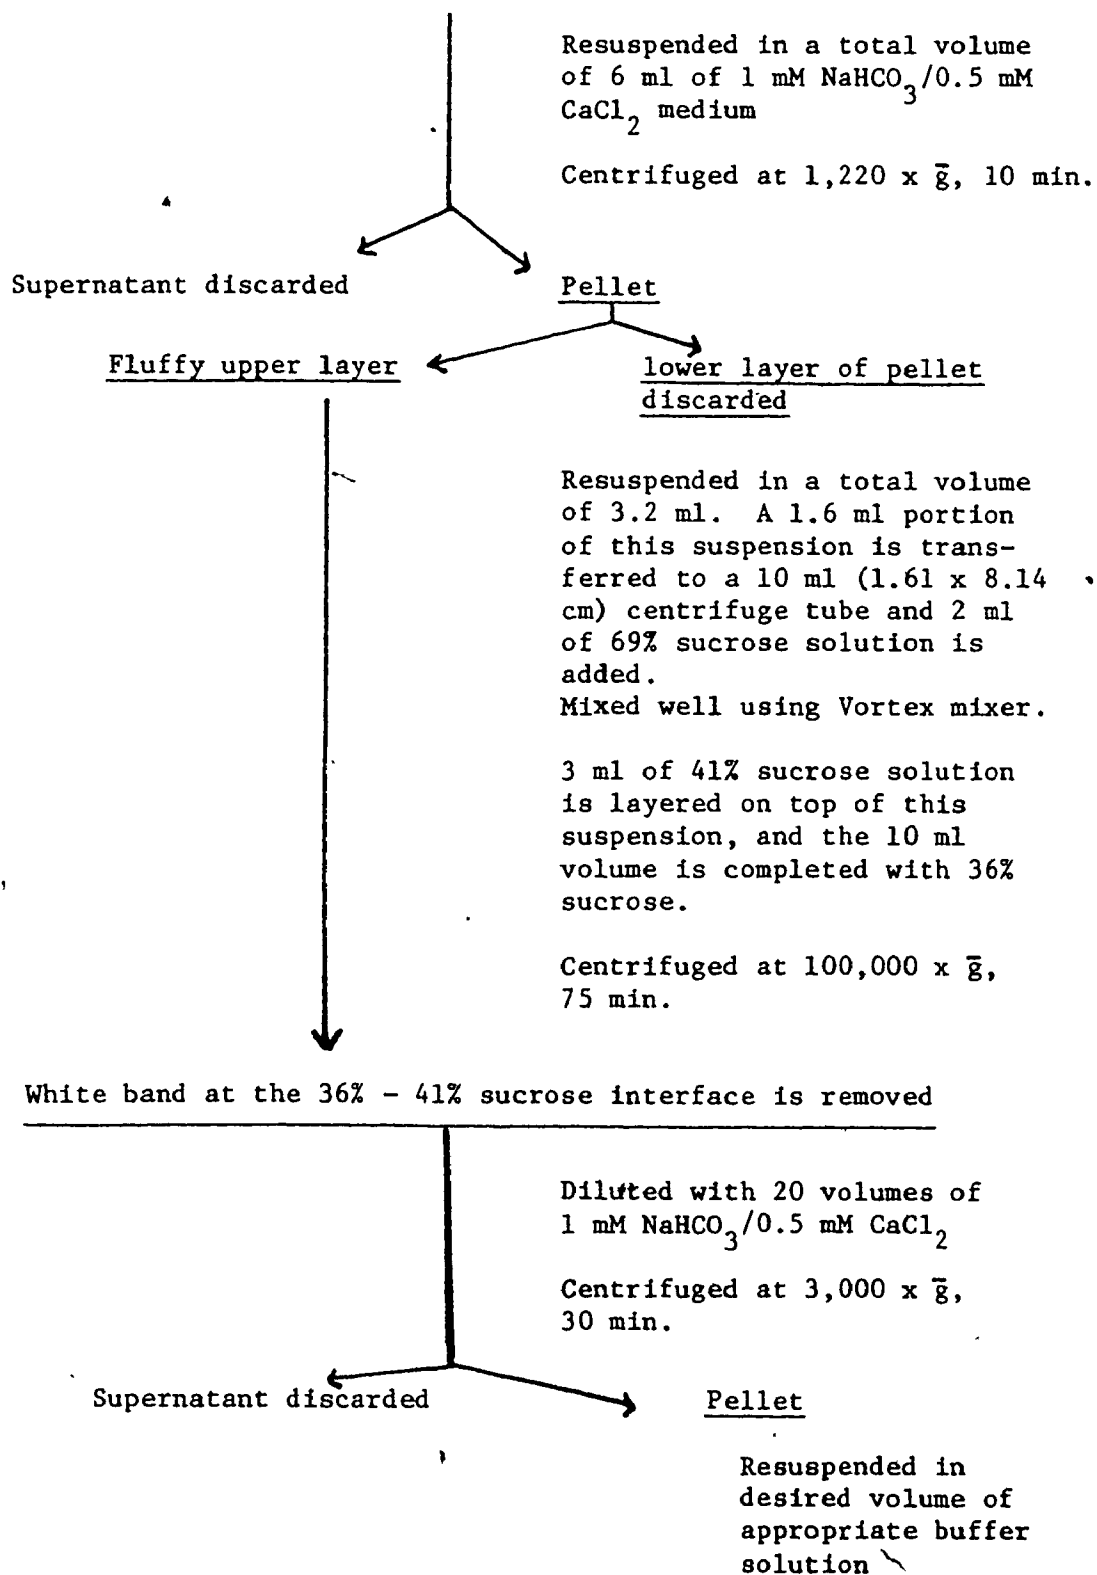 Resuspended in a total volume
of 6 ml of 1 mM NaHCO3/0.5 mM
CaCl2 medium
Centrifuged at 1,220 x g̅, 10 min.
Supernatant discarded
Pellet
Fluffy upper layer
lower layer of pellet
discarded
Resuspended in a total volume
of 3.2 ml. A 1.6 ml portion
of this suspension is trans-
ferred to a 10 ml (1.61 x 8.14
cm) centrifuge tube and 2 ml
of 69% sucrose solution is
added.
Mixed well using Vortex mixer.
3 ml of 41% sucrose solution
is layered on top of this
suspension, and the 10 ml
volume is completed with 36%
sucrose.
Centrifuged at 100,000 x g̅,
75 min.
White band at the 36% - 41% sucrose interface is removed
Diluted with 20 volumes of
1 mM NaHCO3/0.5 mM CaCl2
Centrifuged at 3,000 x g̅,
30 min.
Supernatant discarded
Pellet
Resuspended in
desired volume of
appropriate buffer
solution